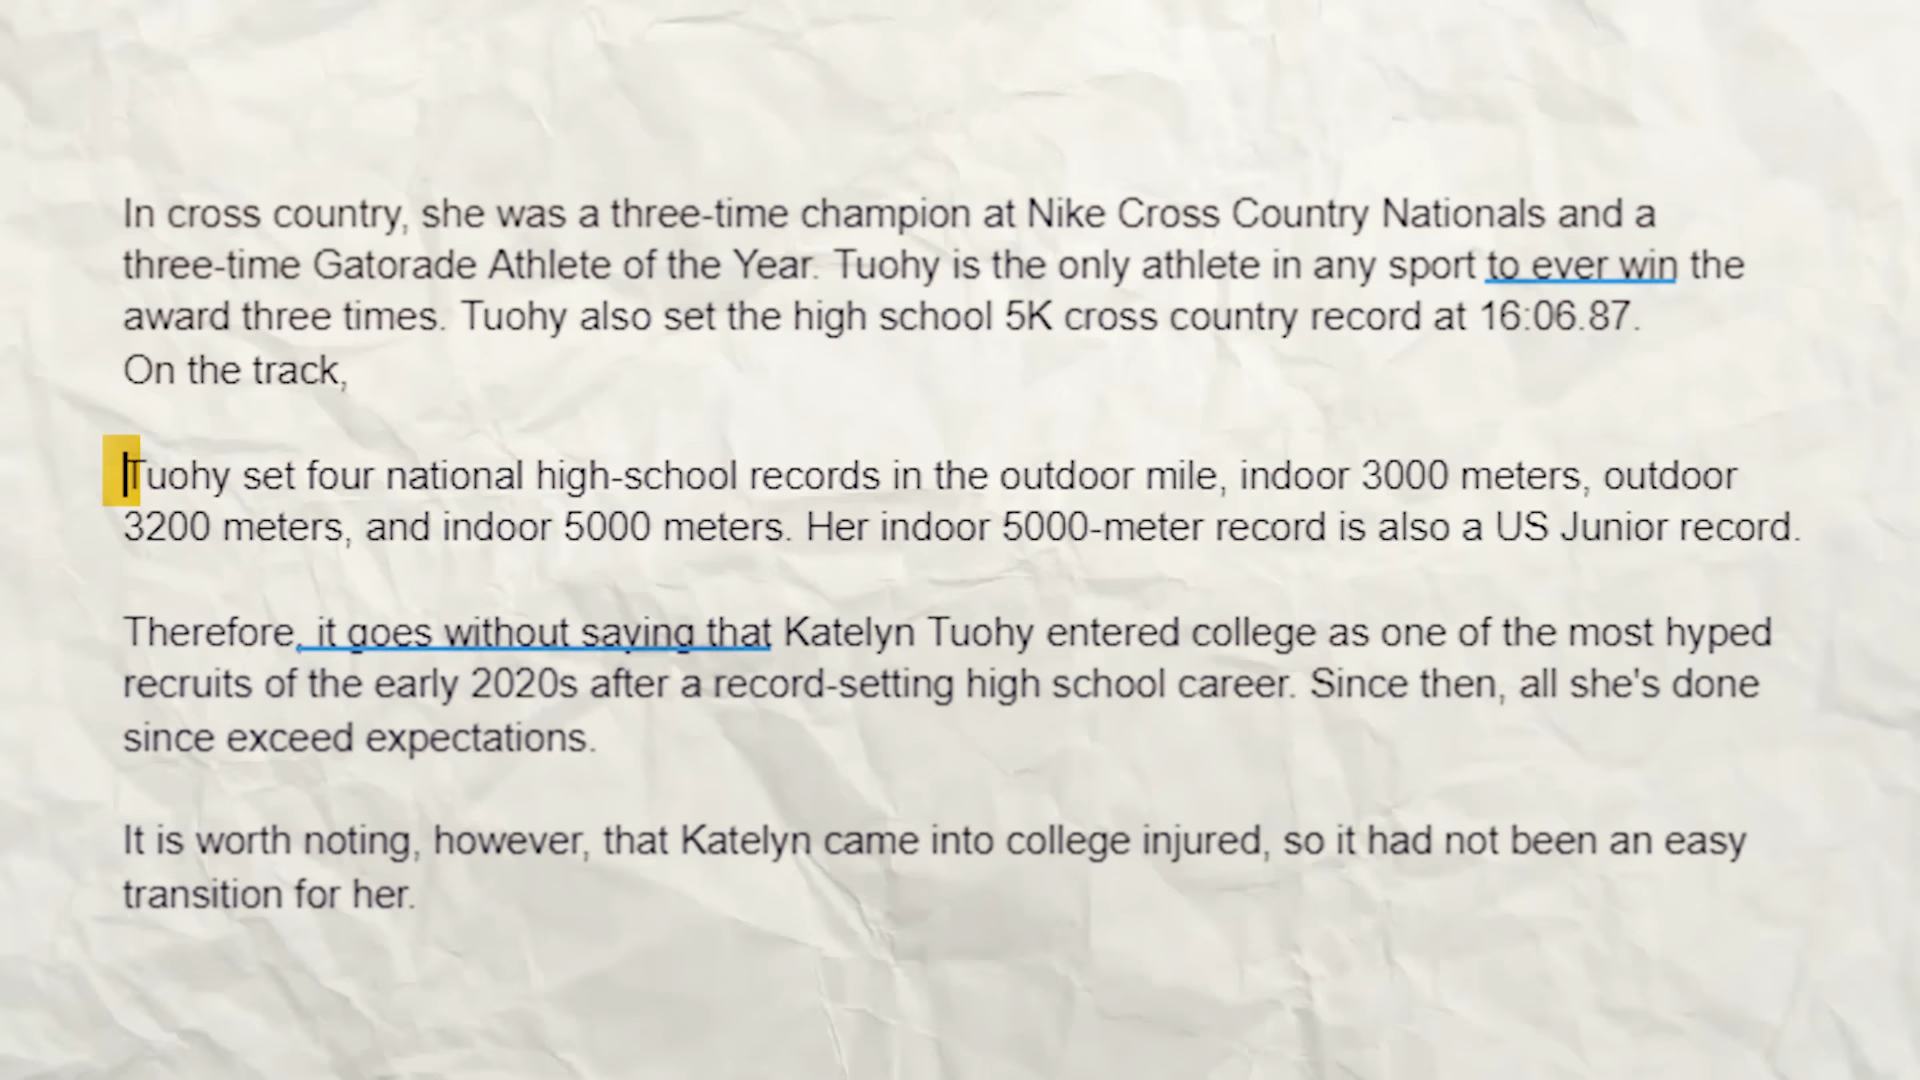 In cross country, she was a three-time champion at Nike Cross Country Nationals and a
three-time Gatorade Athlete of the Year. Tuohy is the only athlete in any sport to ever win the
award three times. Tuohy also set the high school 5K cross country record at 16:06.87.
On the track,
Tuohy set four national high-school records in the outdoor mile, indoor 3000 meters, outdoor
3200 meters, and indoor 5000 meters. Her indoor 5000-meter record is also a US Junior record.
Therefore, it goes without saying that Katelyn Tuohy entered college as one of the most hyped
recruits of the early 2020s after a record-setting high school career. Since then, all she's done
since exceed expectations.
It is worth noting, however, that Katelyn came into college injured, so it had not been an easy
transition for her.